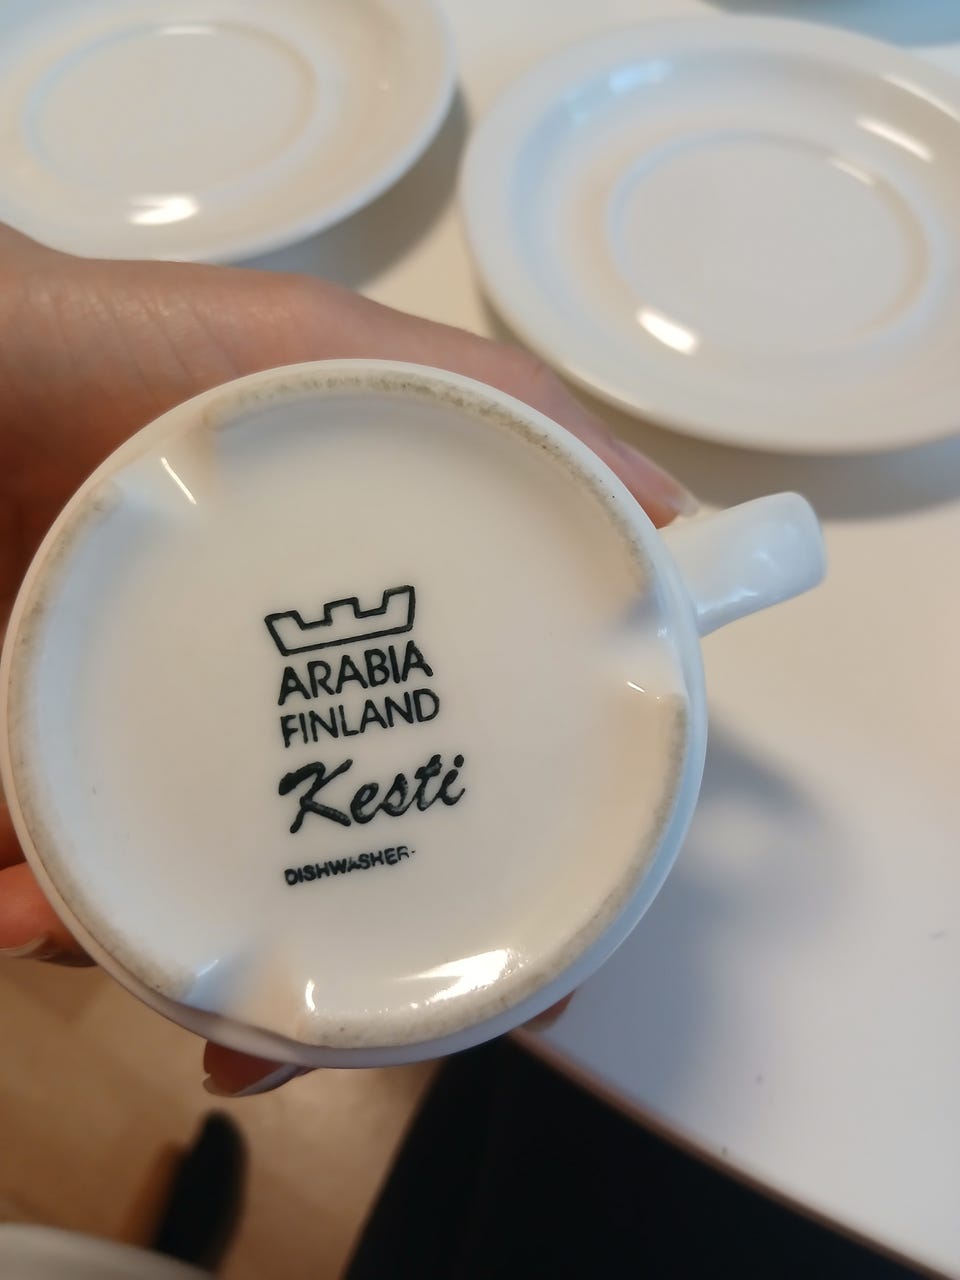 ARABIA
FINLAND
Kesti
DISHWASHER-